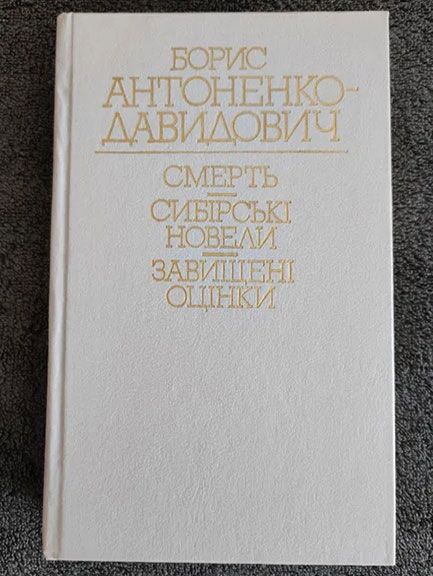 БОРИС
АНТОНЕНКО-
ДАВИДОВИЧ
СМЕРТЬ
СИБІРСЬКІ
НОВЕЛИ
ЗАВИЩЕНІ
ОЦІНКИ